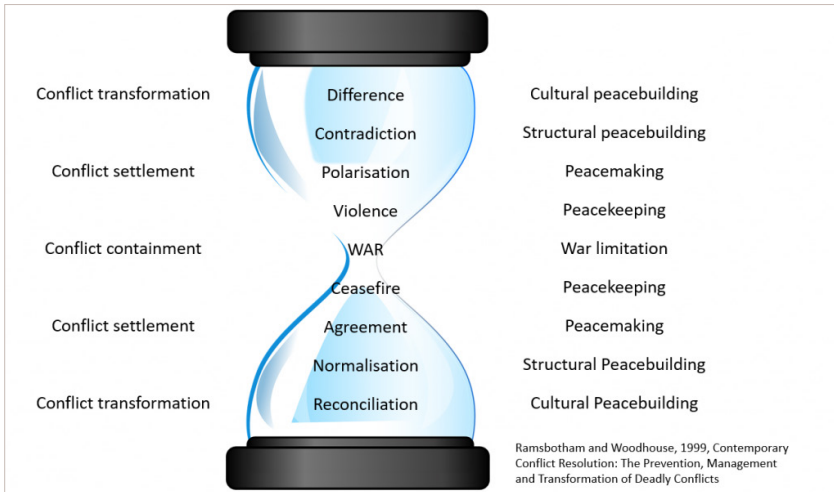 Conflict transformation Difference Cultural peacebuilding
Contradiction Structural peacebuilding
Conflict settlement Polarisation Peacemaking
Violence Peacekeeping
Conflict containment WAR War limitation
Ceasefire Peacekeeping
Conflict settlement Agreement Peacemaking
Normalisation Structural Peacebuilding
Conflict transformation Reconciliation Cultural Peacebuilding
Ramsbotham and Woodhouse, 1999, Contemporary
Conflict Resolution: The Prevention, Management
and Transformation of Deadly Conflicts